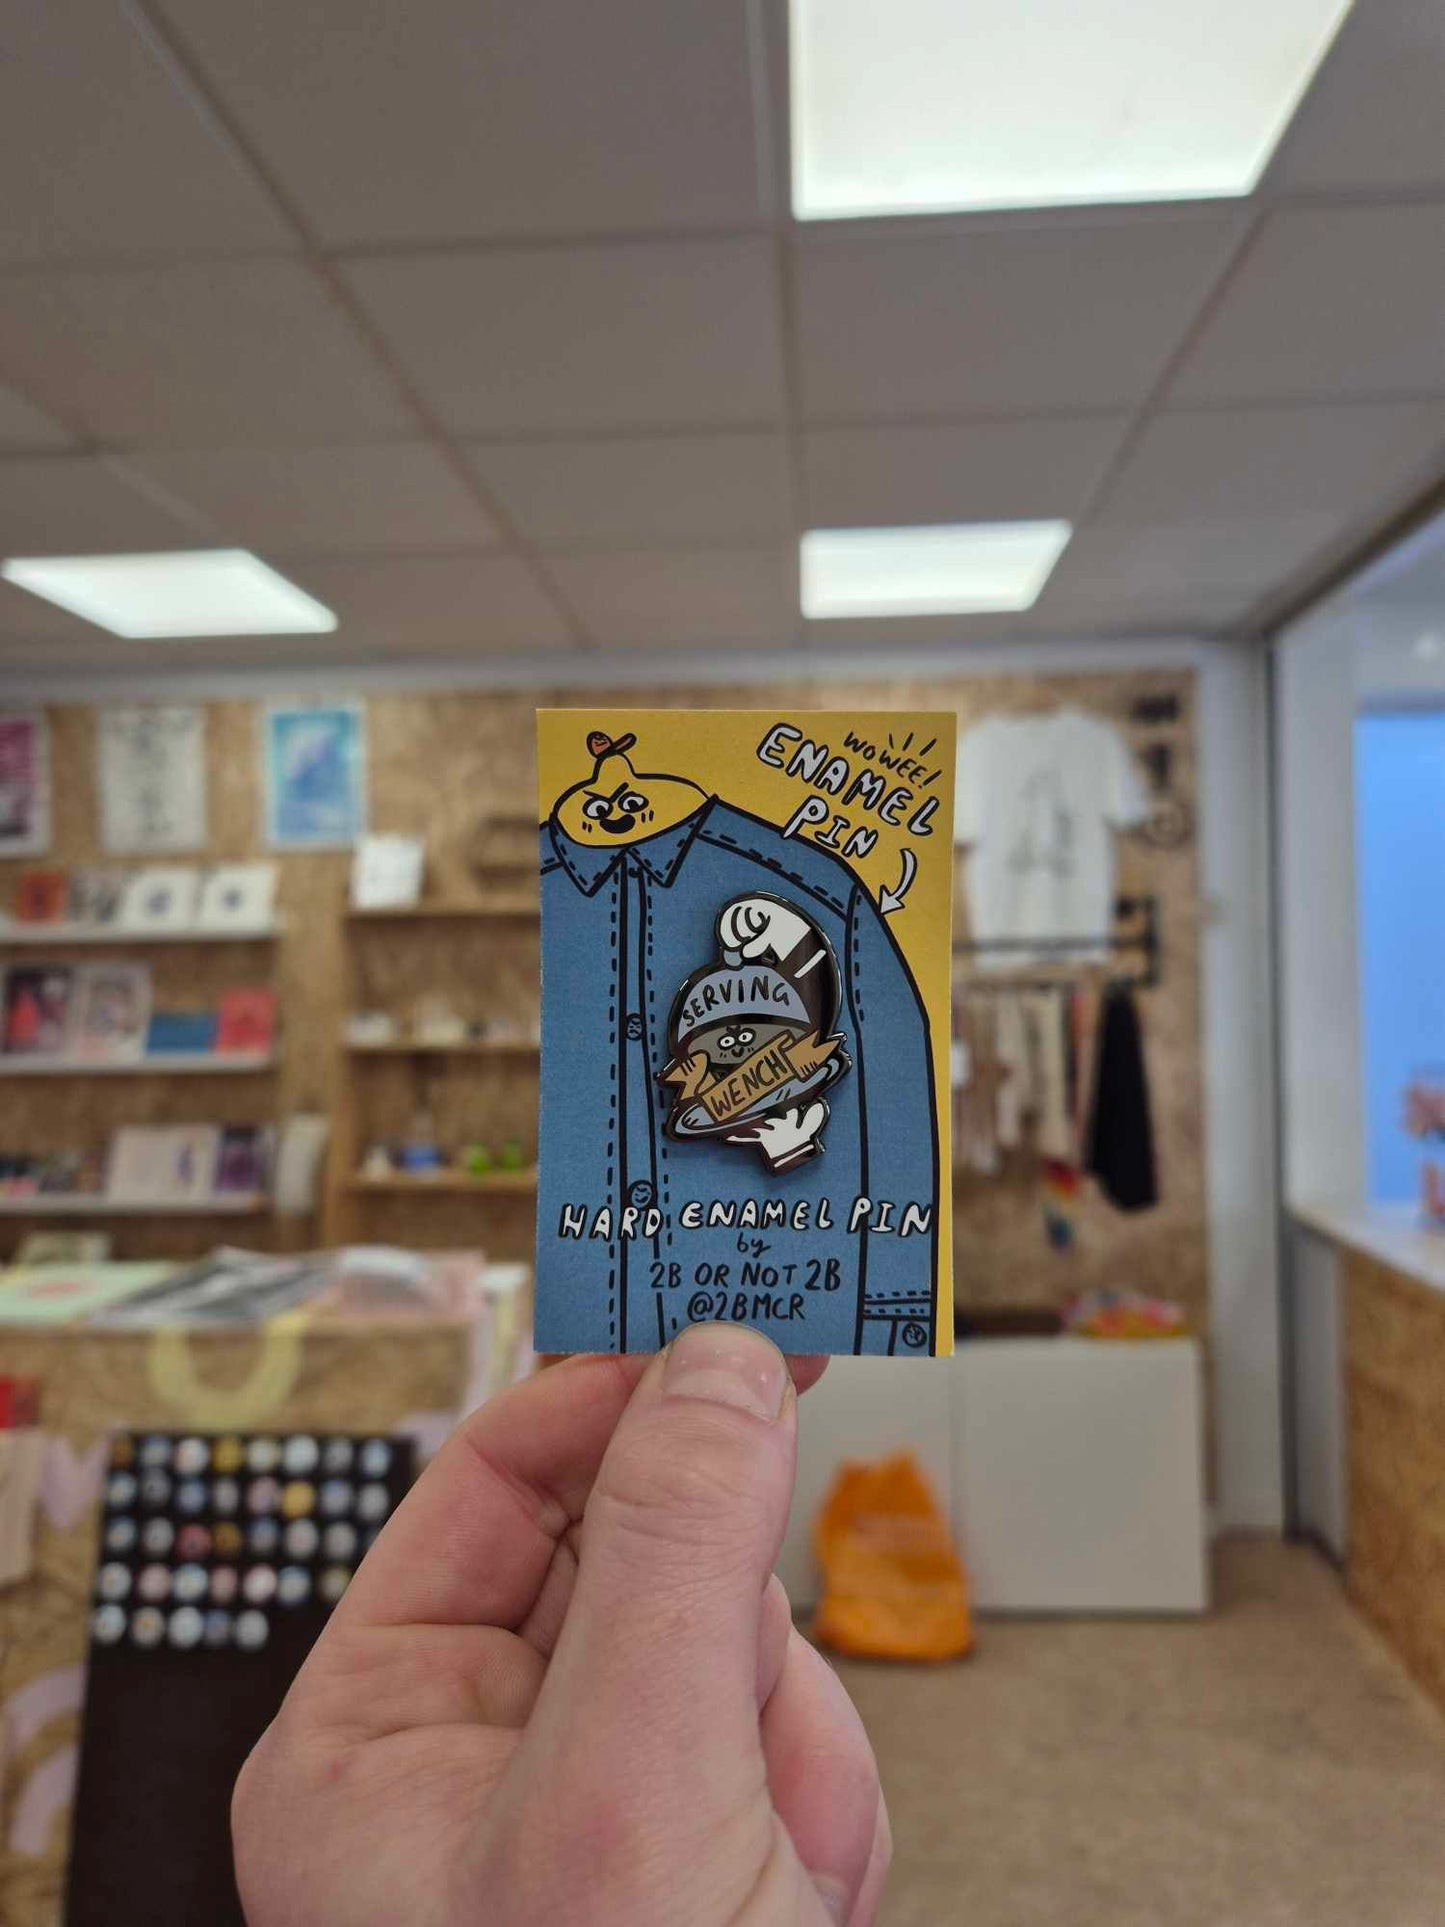 WOWEE!
ENAMEL
PIN
SERVING
WENCH
HARD ENAMEL PIN
by
2B OR NOT 2B
@2BMCR